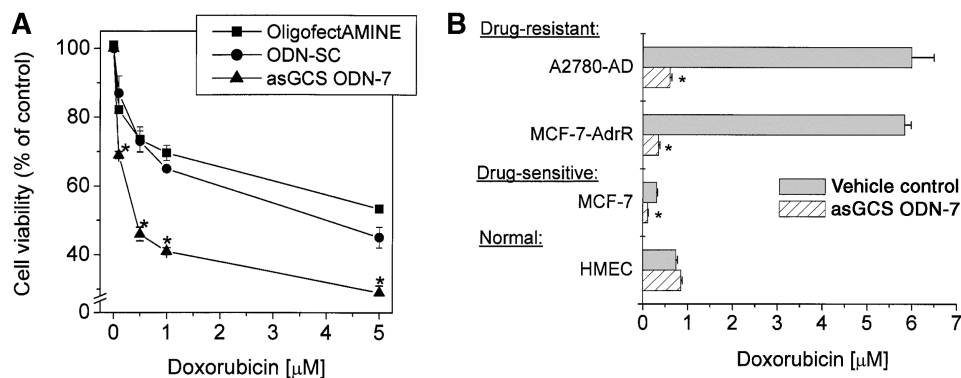 A
OligofectAMINE
ODN-SC
asGCS ODN-7
Cell viability (% of control)
100
80
60
40
0
*
*
*
*
0 1 2 3 4 5
Doxorubicin [μM]
B
Drug-resistant:
A2780-AD
*
MCF-7-AdrR
*
Drug-sensitive:
MCF-7
*
Normal:
HMEC
Vehicle control
asGCS ODN-7
0 1 2 3 4 5 6 7
Doxorubicin [μM]